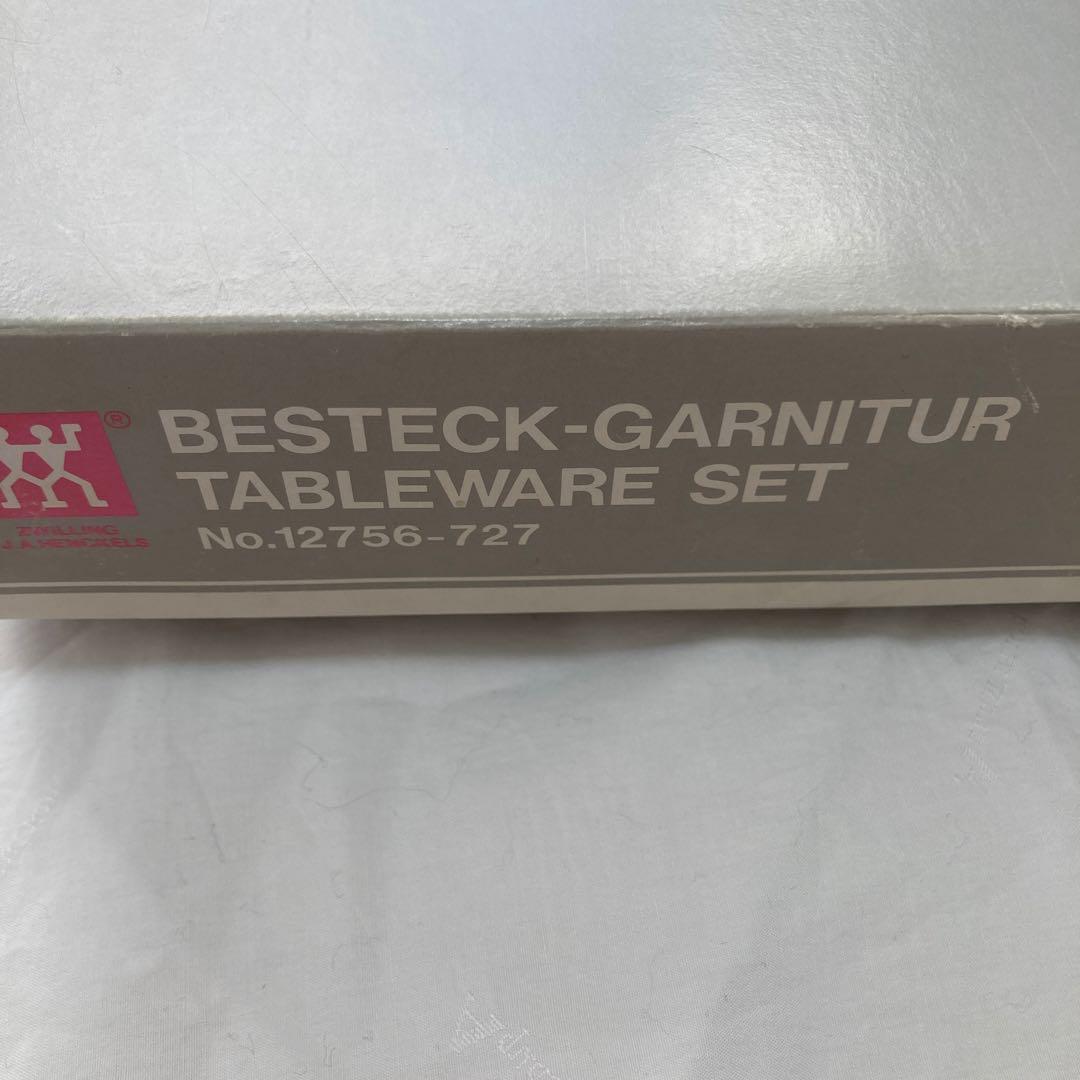 BESTECK-GARNITUR
TABLEWARE SET
No.12756-727
®
ZWILLING
J.A.HENCKELS